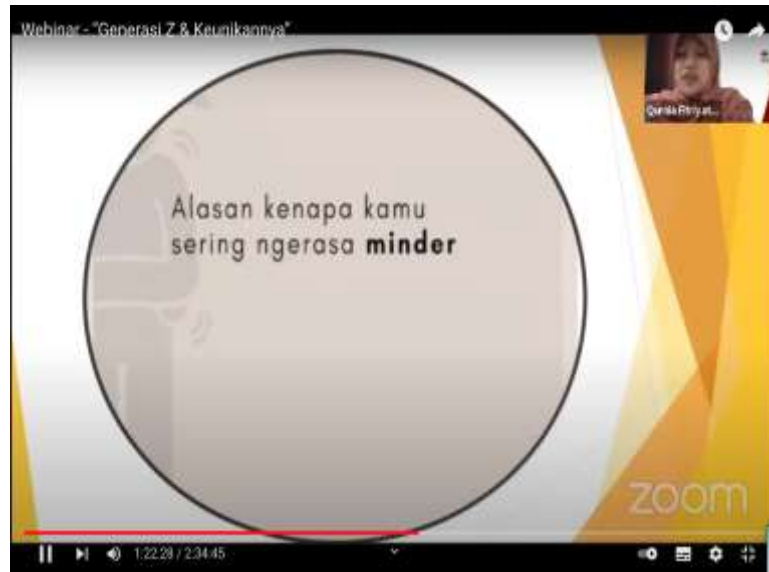 Webinar - "Generasi Z & Keunikannya"
Alasan kenapa kamu
sering ngerasa minder
zoom
1:22:28 / 2:34:45